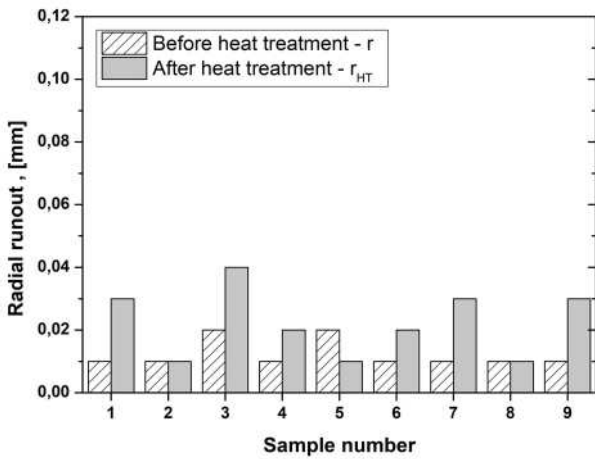 0,12
0,10
0,08
0,06
0,04
0,02
0,00
Radial runout , [mm]
Before heat treatment - r
After heat treatment - r_HT
1 2 3 4 5 6 7 8 9
Sample number